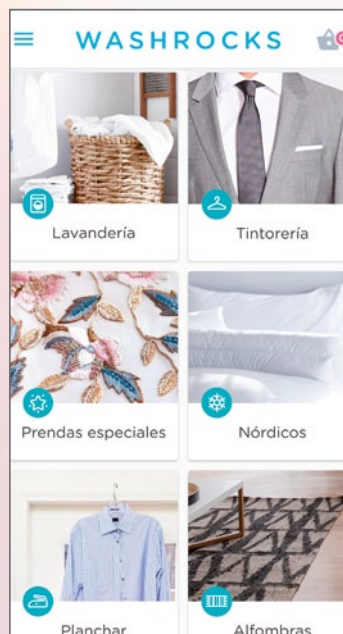 WASHROCKS
Lavandería
Tintorería
Prendas especiales
Nórdicos
Planchar
Alfombras